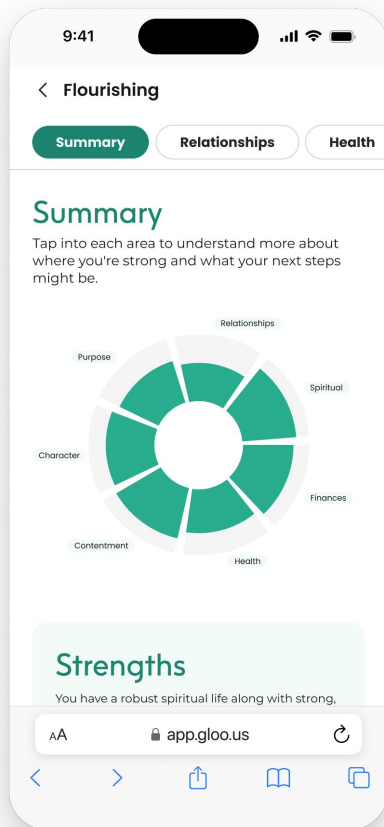 9:41
Flourishing
Summary
Relationships
Health
Summary
Tap into each area to understand more about
where you're strong and what your next steps
might be.
Relationships
Purpose
Spiritual
Character
Finances
Contentment
Health
Strengths
You have a robust spiritual life along with strong,
AA
app.gloo.us